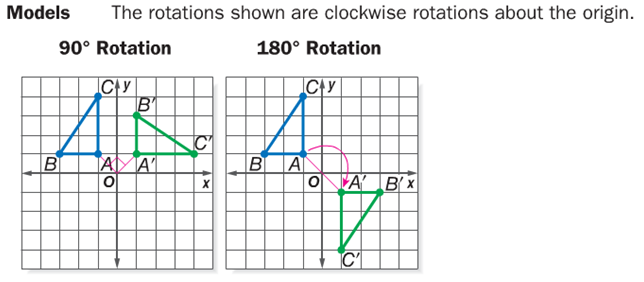 Models The rotations shown are clockwise rotations about the origin.
90° Rotation 180° Rotation
C y C y
B'
C'
B A A' B A
O x O A' B' x
C'